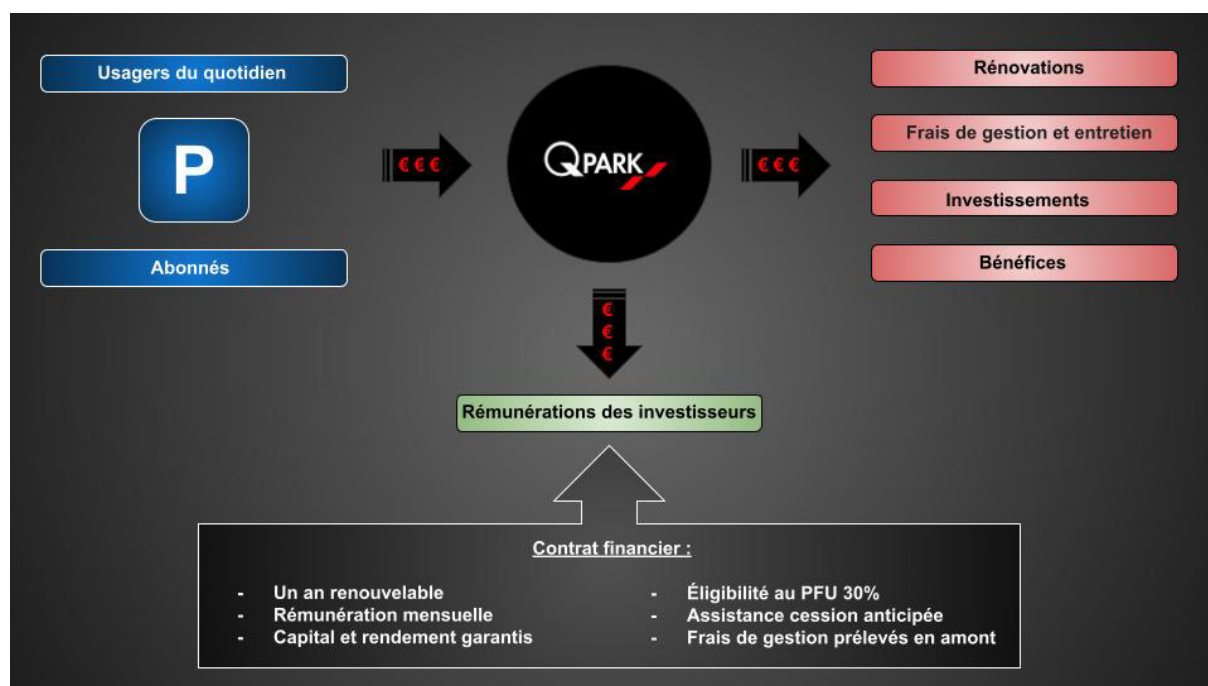 Usagers du quotidien
P
Abonnés
€ € €
QPARK
€ € €
Rénovations
Frais de gestion et entretien
Investissements
Bénéfices
€
€
€
Rémunérations des investisseurs
Contrat financier :
- Un an renouvelable
- Rémunération mensuelle
- Capital et rendement garantis
- Éligibilité au PFU 30%
- Assistance cession anticipée
- Frais de gestion prélevés en amont